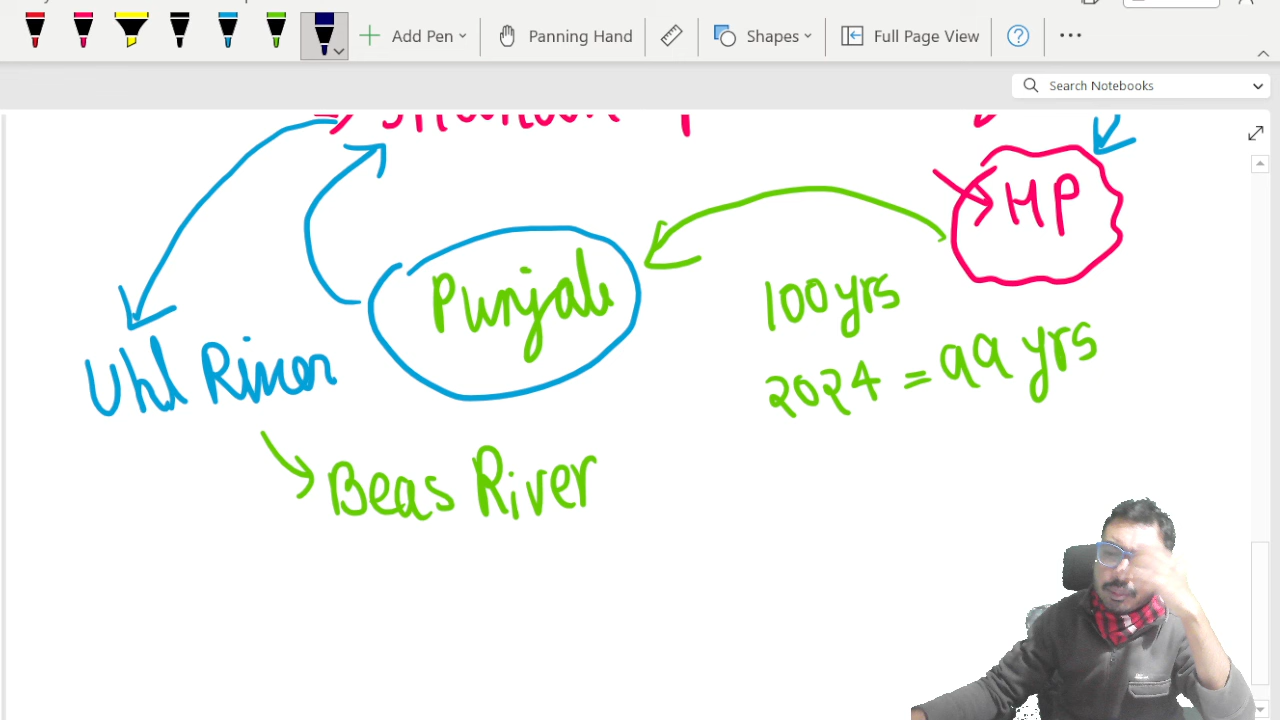 Add Pen
Panning Hand
Shapes
Full Page View
Search Notebooks
HP
Punjab
100 yrs
2024 = 99 yrs
Uhl River
Beas River